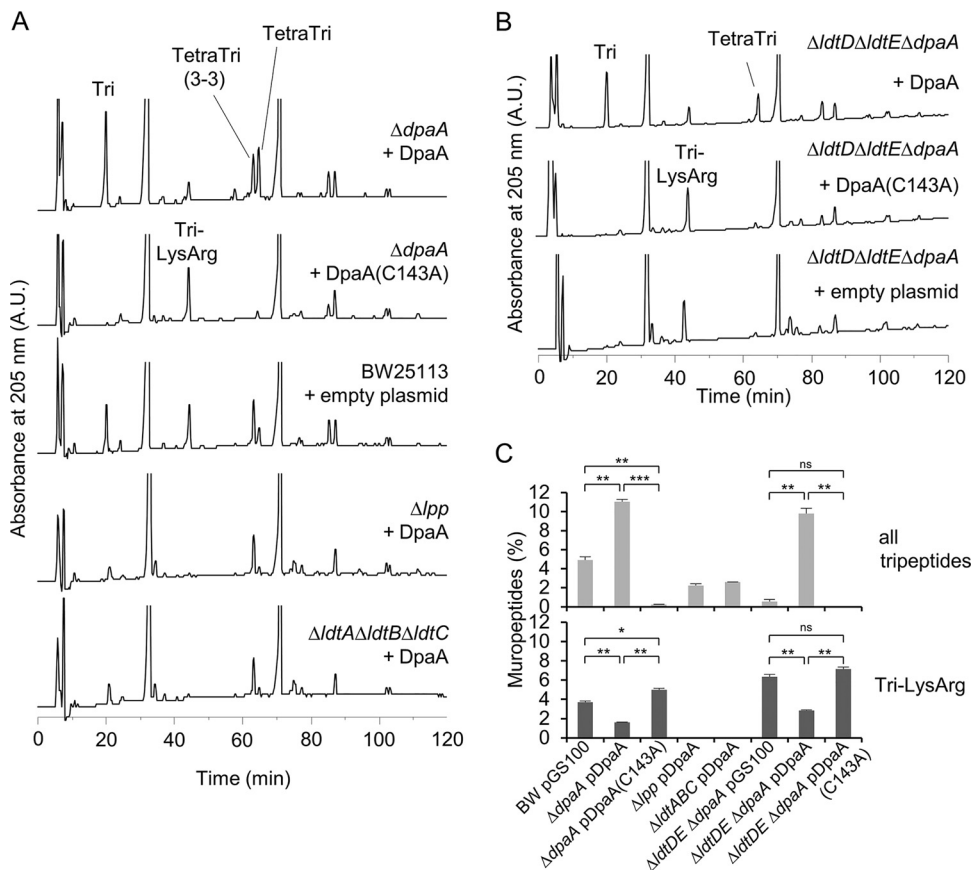 A
TetraTri
TetraTri
(3-3)
Tri
ΔdpaA
+ DpaA
Tri-
LysArg
ΔdpaA
+ DpaA(C143A)
BW25113
+ empty plasmid
Δlpp
+ DpaA
ΔldtAΔldtBΔldtC
+ DpaA
Absorbance at 205 nm (A.U.)
0 20 40 60 80 100 120
Time (min)
B
Tri
TetraTri
ΔldtDΔldtEΔdpaA
+ DpaA
Tri-
LysArg
ΔldtDΔldtEΔdpaA
+ DpaA(C143A)
ΔldtDΔldtEΔdpaA
+ empty plasmid
Absorbance at 205 nm (A.U.)
0 20 40 60 80 100 120
Time (min)
C
** ns
** *** ** **
12
10
8
6
4
2
0
all
tripeptides
Muropeptides (%)
* ns
** ** ** **
10
8
6
4
2
0
Tri-LysArg
BW pGS100
ΔdpaA pDpaA
ΔdpaA pDpaA(C143A)
Δlpp pDpaA
ΔldtABC pDpaA
ΔldtDE ΔdpaA pGS100
ΔldtDE ΔdpaA pDpaA
ΔldtDE ΔdpaA pDpaA
(C143A)